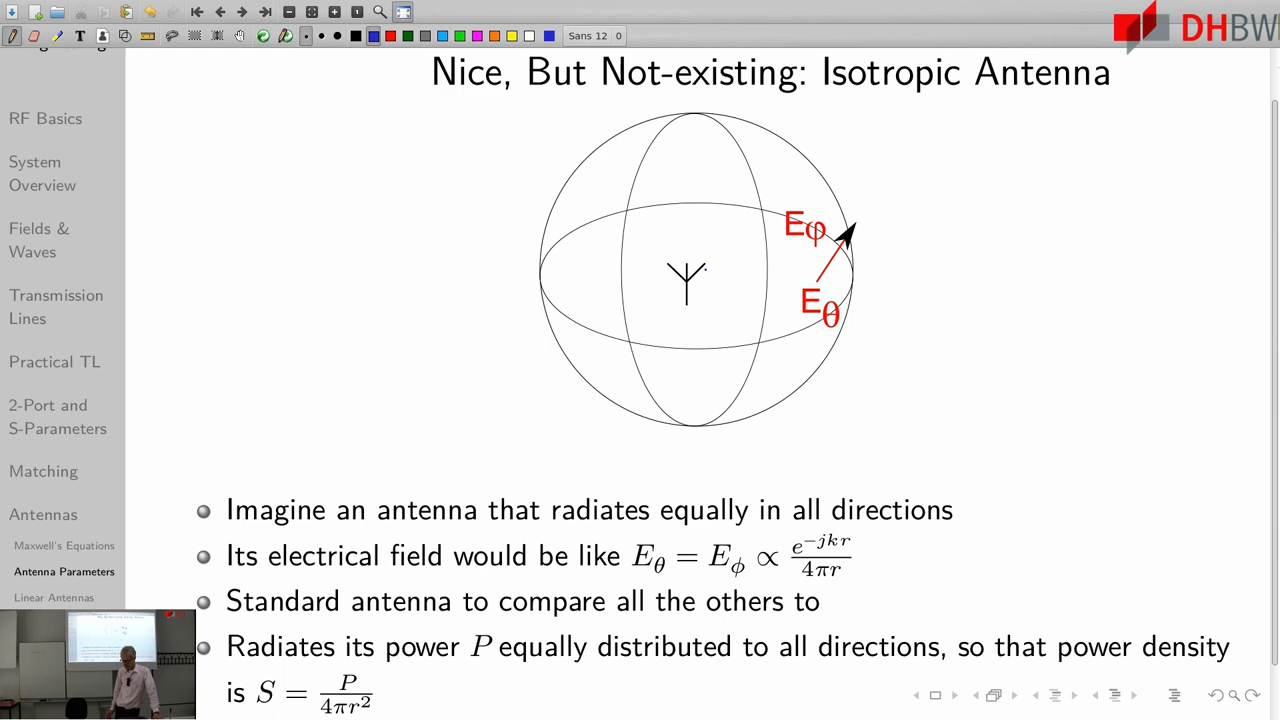 Sans 12 0
DHBW
Nice, But Not-existing: Isotropic Antenna
RF Basics
System
Overview
Fields &
Waves
Transmission
Lines
Practical TL
2-Port and
S-Parameters
Matching
Antennas
Maxwell's Equations
Antenna Parameters
Linear Antennas
Eφ
Eθ
Imagine an antenna that radiates equally in all directions
Its electrical field would be like E_θ = E_ϕ ∝ e^{-jkr}/4πr
Standard antenna to compare all the others to
Radiates its power P equally distributed to all directions, so that power density
is S = P/4πr²